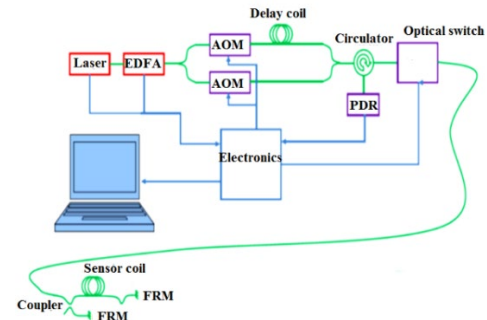 Delay coil
Optical switch
Circulator
AOM
Laser
EDFA
AOM
PDR
Electronics
Sensor coil
FRM
Coupler
FRM